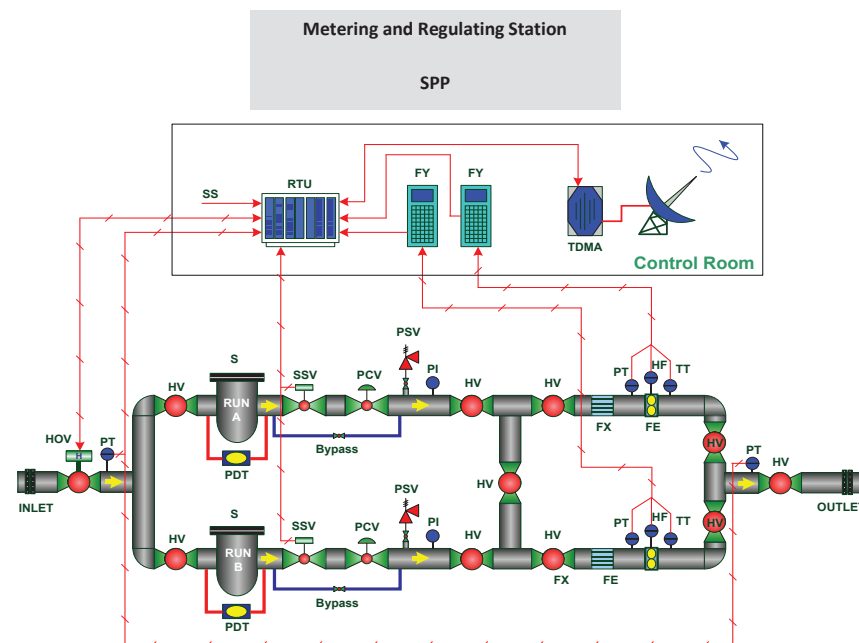 Metering and Regulating Station
SPP
SS
RTU
FY
FY
TDMA
Control Room
PSV
S
SSV
PCV
PI
HV
HV
HV
PT
HF
TT
RUN
A
HOV
PT
H
FX
FE
Bypass
HV
PDT
PT
HV
INLET
HV
OUTLET
PSV
S
SSV
PCV
PI
HV
HV
HV
PT
HF
TT
HV
RUN
B
FX
FE
Bypass
PDT